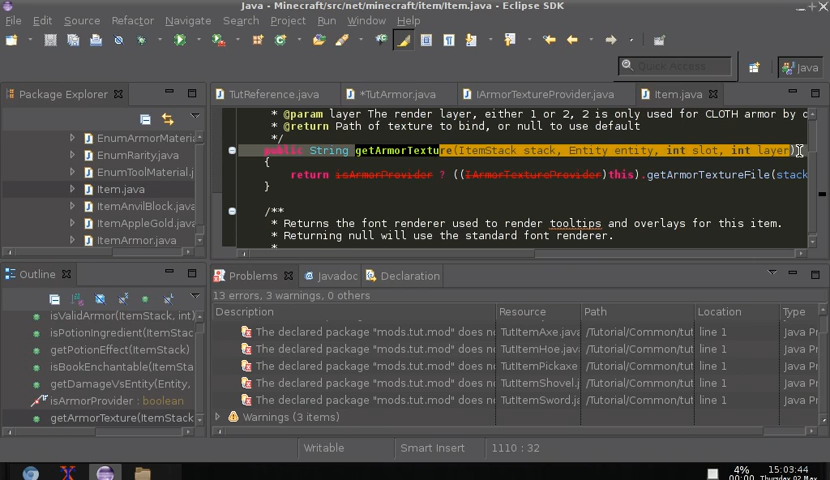 Java - Minecraft/src/net/minecraft/item/Item.java - Eclipse SDK
File Edit Source Refactor Navigate Search Project Run Window Help
Quick Access
Java
Package Explorer
TutReference.java
*TutArmor.java
IArmorTextureProvider.java
Item.java
EnumArmorMateria
EnumRarity.java
EnumToolMaterial.j
Item.java
ItemAnvilBlock.java
ItemAppleGold.java
ItemArmor.java
* @param layer The render layer, either 1 or 2, 2 is only used for CLOTH armor by d
* @return Path of texture to bind, or null to use default
*/
public String getArmorTexture(ItemStack stack, Entity entity, int slot, int layer)
{
return isArmorProvider ? ((IArmorTextureProvider)this).getArmorTextureFile(stack
}
/**
* Returns the font renderer used to render tooltips and overlays for this item.
* Returning null will use the standard font renderer.
*
Outline
isValidArmor(ItemStack, int)
isPotionIngredient(ItemStac
getPotionEffect(ItemStack)
isBookEnchantable(ItemSta
getDamageVsEntity(Entity,
isArmorProvider : boolean
getArmorTexture(ItemStack
Problems
Javadoc
Declaration
13 errors, 3 warnings, 0 others
Description Resource Path Location Type
The declared package "mods.tut.mod" does no TutItemAxe.java /Tutorial/Common/tut line 1 Java Pr
The declared package "mods.tut.mod" does no TutItemHoe.java /Tutorial/Common/tut line 1 Java Pr
The declared package "mods.tut.mod" does no TutItemPickaxe /Tutorial/Common/tut line 1 Java Pr
The declared package "mods.tut.mod" does no TutItemShovel. /Tutorial/Common/tut line 1 Java Pr
The declared package "mods.tut.mod" does no TutItemSword.j /Tutorial/Common/tut line 1 Java Pr
Warnings (3 items)
Writable Smart Insert 1110 : 32
4%
00:00
15:03:44
Thursday 02 May